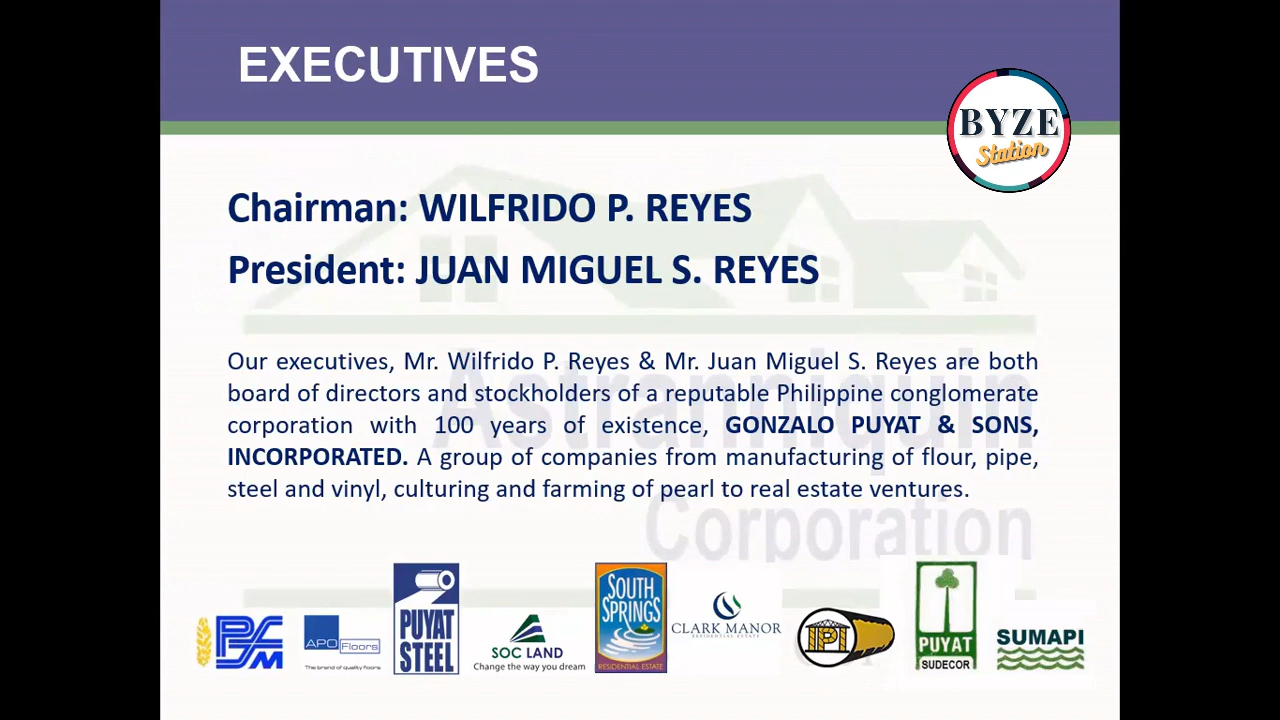 EXECUTIVES
BYZE
Station
Chairman: WILFRIDO P. REYES
President: JUAN MIGUEL S. REYES
Our executives, Mr. Wilfrido P. Reyes & Mr. Juan Miguel S. Reyes are both
board of directors and stockholders of a reputable Philippine conglomerate
corporation with 100 years of existence, GONZALO PUYAT & SONS,
INCORPORATED. A group of companies from manufacturing of flour, pipe,
steel and vinyl, culturing and farming of pearl to real estate ventures.
Astranniquin
Corporation
APO Floors
The brand of quality floors
PUYAT
STEEL
SOC LAND
Change the way you dream
SOUTH
SPRINGS
RESIDENTIAL ESTATE
CLARK MANOR
RESIDENTIAL ESTATE
IPI
PUYAT
SUDECOR
SUMAPI